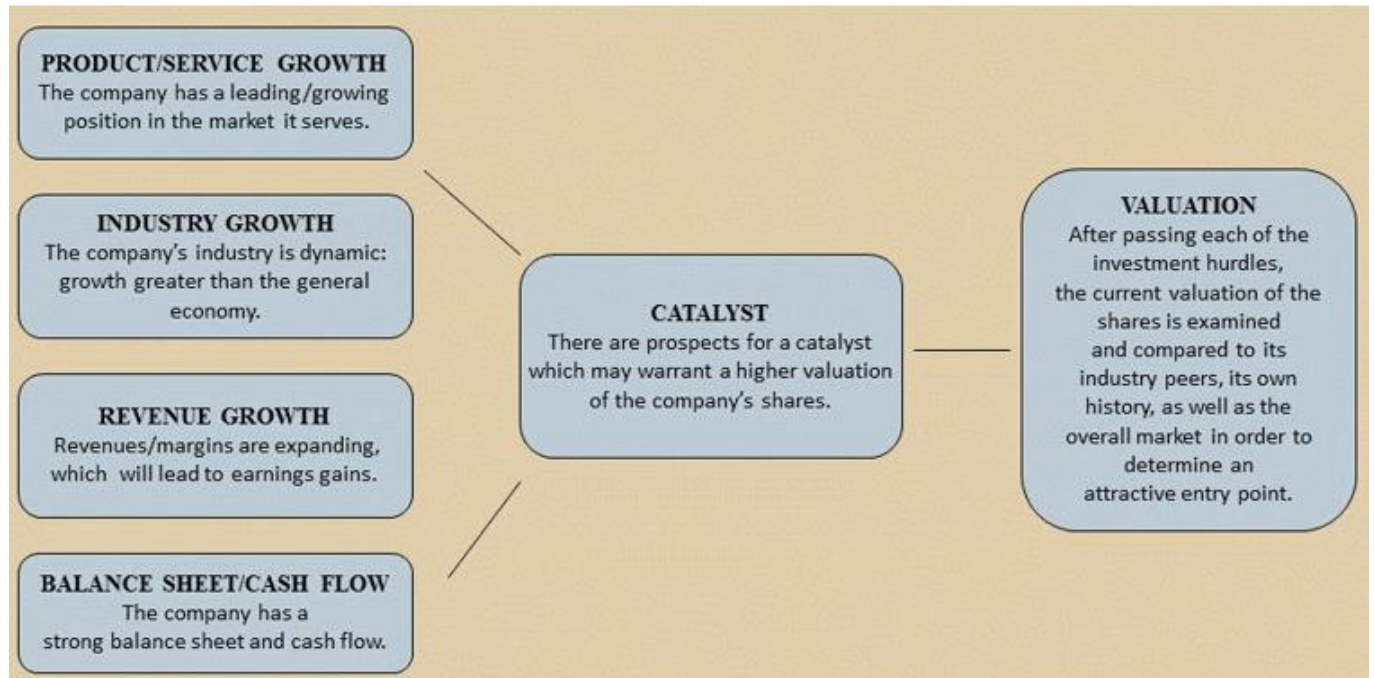 PRODUCT/SERVICE GROWTH
The company has a leading/growing
position in the market it serves.
INDUSTRY GROWTH
The company's industry is dynamic:
growth greater than the general
economy.
REVENUE GROWTH
Revenues/margins are expanding,
which will lead to earnings gains.
BALANCE SHEET/CASH FLOW
The company has a
strong balance sheet and cash flow.
CATALYST
There are prospects for a catalyst
which may warrant a higher valuation
of the company's shares.
VALUATION
After passing each of the
investment hurdles,
the current valuation of the
shares is examined
and compared to its
industry peers, its own
history, as well as the
overall market in order to
determine an
attractive entry point.